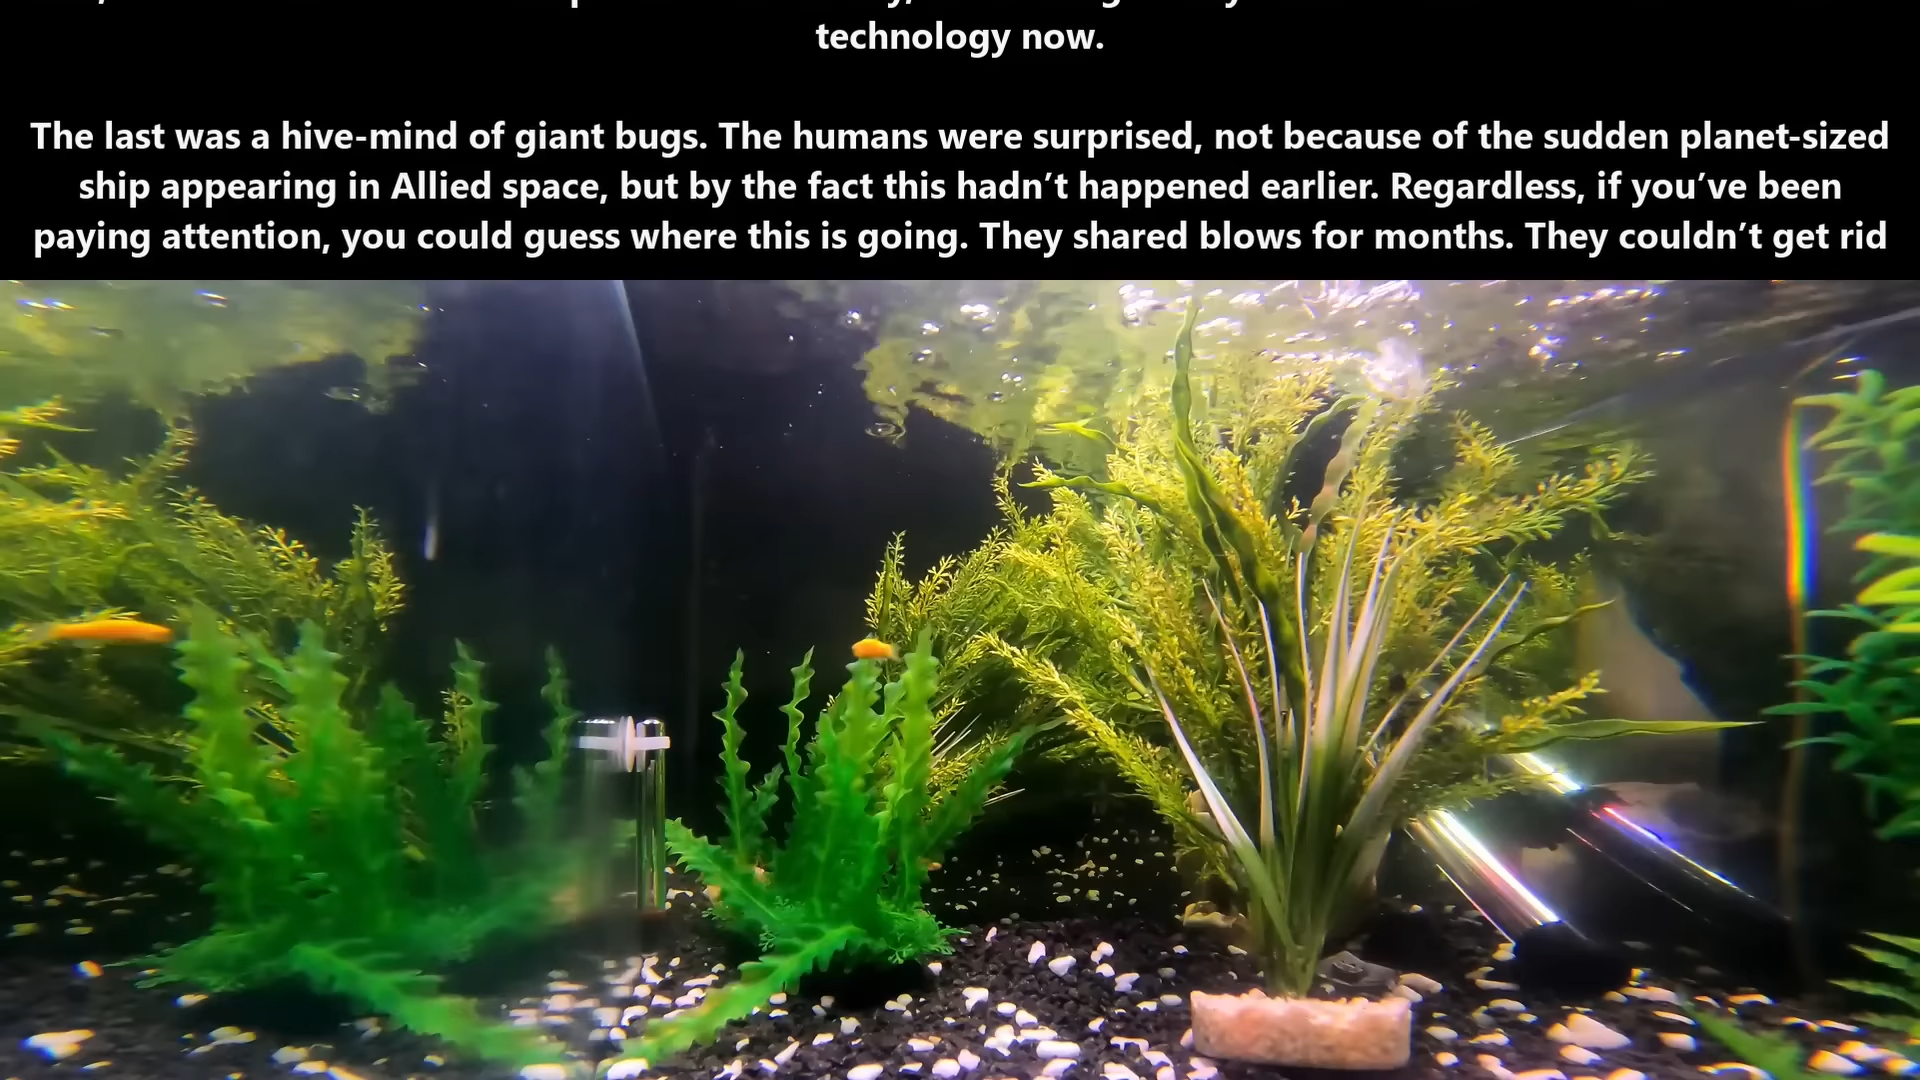 technology now.
The last was a hive-mind of giant bugs. The humans were surprised, not because of the sudden planet-sized
ship appearing in Allied space, but by the fact this hadn’t happened earlier. Regardless, if you’ve been
paying attention, you could guess where this is going. They shared blows for months. They couldn’t get rid